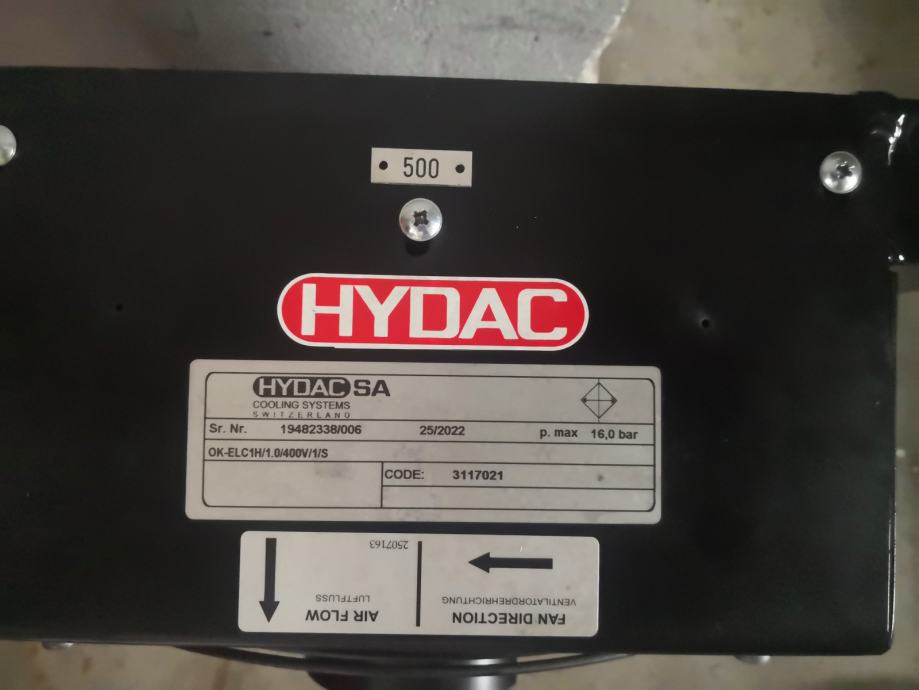 500
HYDAC
HYDAC SA
COOLING SYSTEMS
SWITZERLAND
Sr. Nr. 19482338/006 25/2022 p. max 16,0 bar
OK-ELC1H/1.0/400V/1/S
CODE: 3117021
FAN DIRECTION
VENTILATORDREHRICHTUNG
AIR FLOW
LUFTFLUSS
2507163